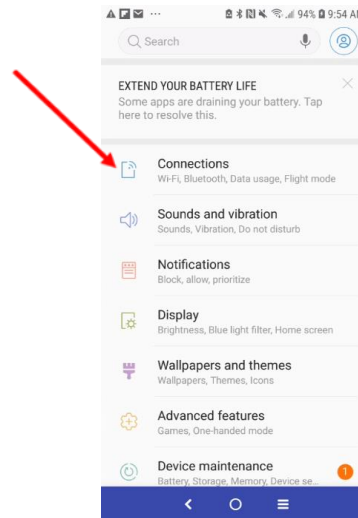 94% 9:54 AM
Search
EXTEND YOUR BATTERY LIFE
Some apps are draining your battery. Tap
here to resolve this.
Connections
Wi-Fi, Bluetooth, Data usage, Flight mode
Sounds and vibration
Sounds, Vibration, Do not disturb
Notifications
Block, allow, prioritize
Display
Brightness, Blue light filter, Home screen
Wallpapers and themes
Wallpapers, Themes, Icons
Advanced features
Games, One-handed mode
Device maintenance
1
Battery, Storage, Memory, Device se...